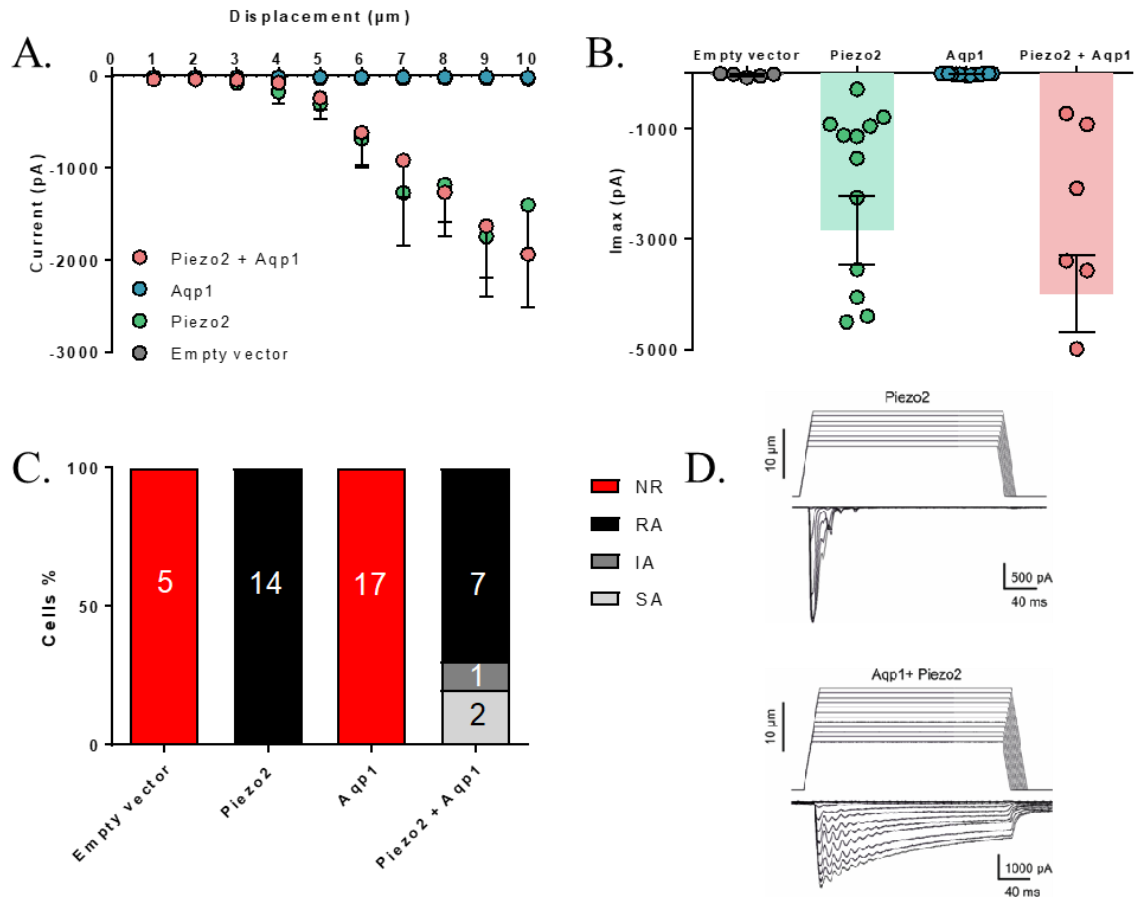 A.
Displacement (µm)
0 1 2 3 4 5 6 7 8 9 10
0
-1000
-2000
-3000
Current (pA)
Piezo2 + Aqp1
Aqp1
Piezo2
Empty vector
B.
Empty vector Piezo2 Aqp1 Piezo2 + Aqp1
-1000
-3000
-5000
Imax (pA)
C.
100
50
0
Cells %
5 14 17 7
1
2
Empty vector
Piezo2
Aqp1
Piezo2 + Aqp1
NR
RA
IA
SA
D.
Piezo2
10 µm
500 pA
40 ms
Aqp1+ Piezo2
10 µm
1000 pA
40 ms